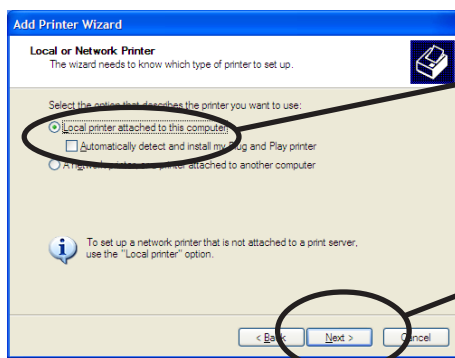 Add Printer Wizard
Local or Network Printer
The wizard needs to know which type of printer to set up.
Select the option that describes the printer you want to use:
Local printer attached to this computer
Automatically detect and install my Plug and Play printer
A network printer, or a printer attached to another computer
To set up a network printer that is not attached to a print server,
use the "Local printer" option.
< Back
Next >
Cancel